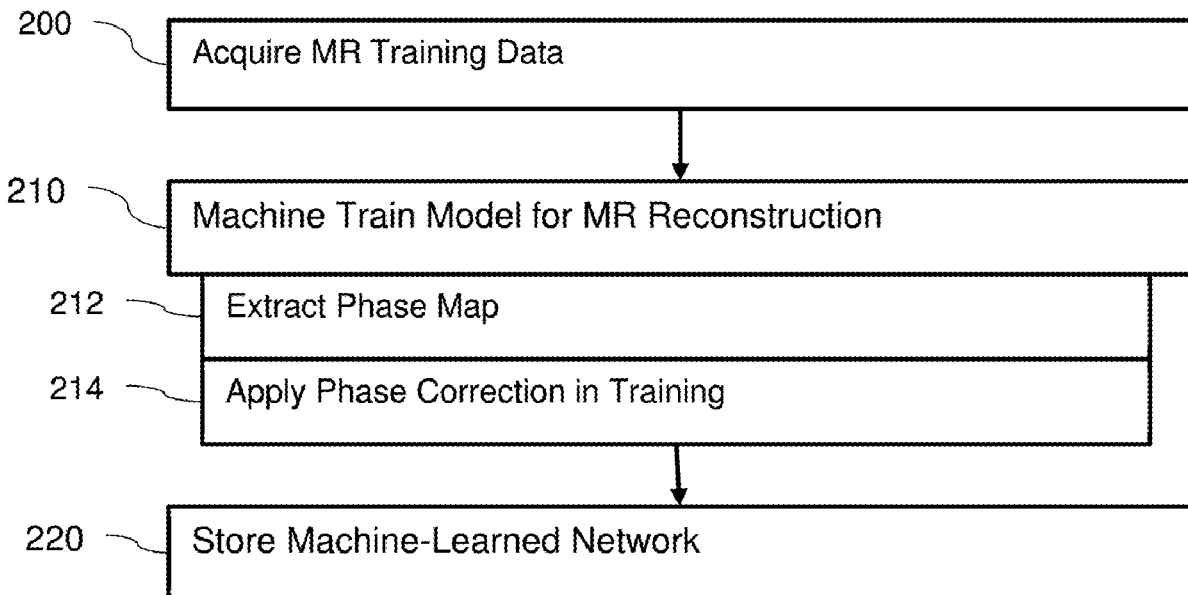 200
Acquire MR Training Data
210
Machine Train Model for MR Reconstruction
212
Extract Phase Map
214
Apply Phase Correction in Training
220
Store Machine-Learned Network